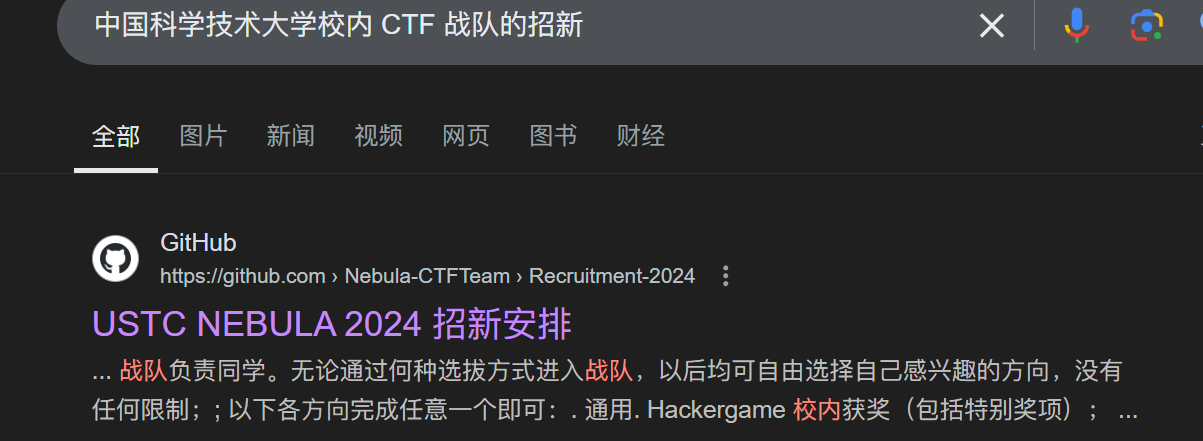 中国科学技术大学校内 CTF 战队的招新
全部 图片 新闻 视频 网页 图书 财经
GitHub
https://github.com › Nebula-CTFTeam › Recruitment-2024
USTC NEBULA 2024 招新安排
... 战队负责同学。无论通过何种选拔方式进入战队，以后均可自由选择自己感兴趣的方向，没有
任何限制；; 以下各方向完成任意一个即可：. 通用. Hackergame 校内获奖（包括特别奖项）； ...